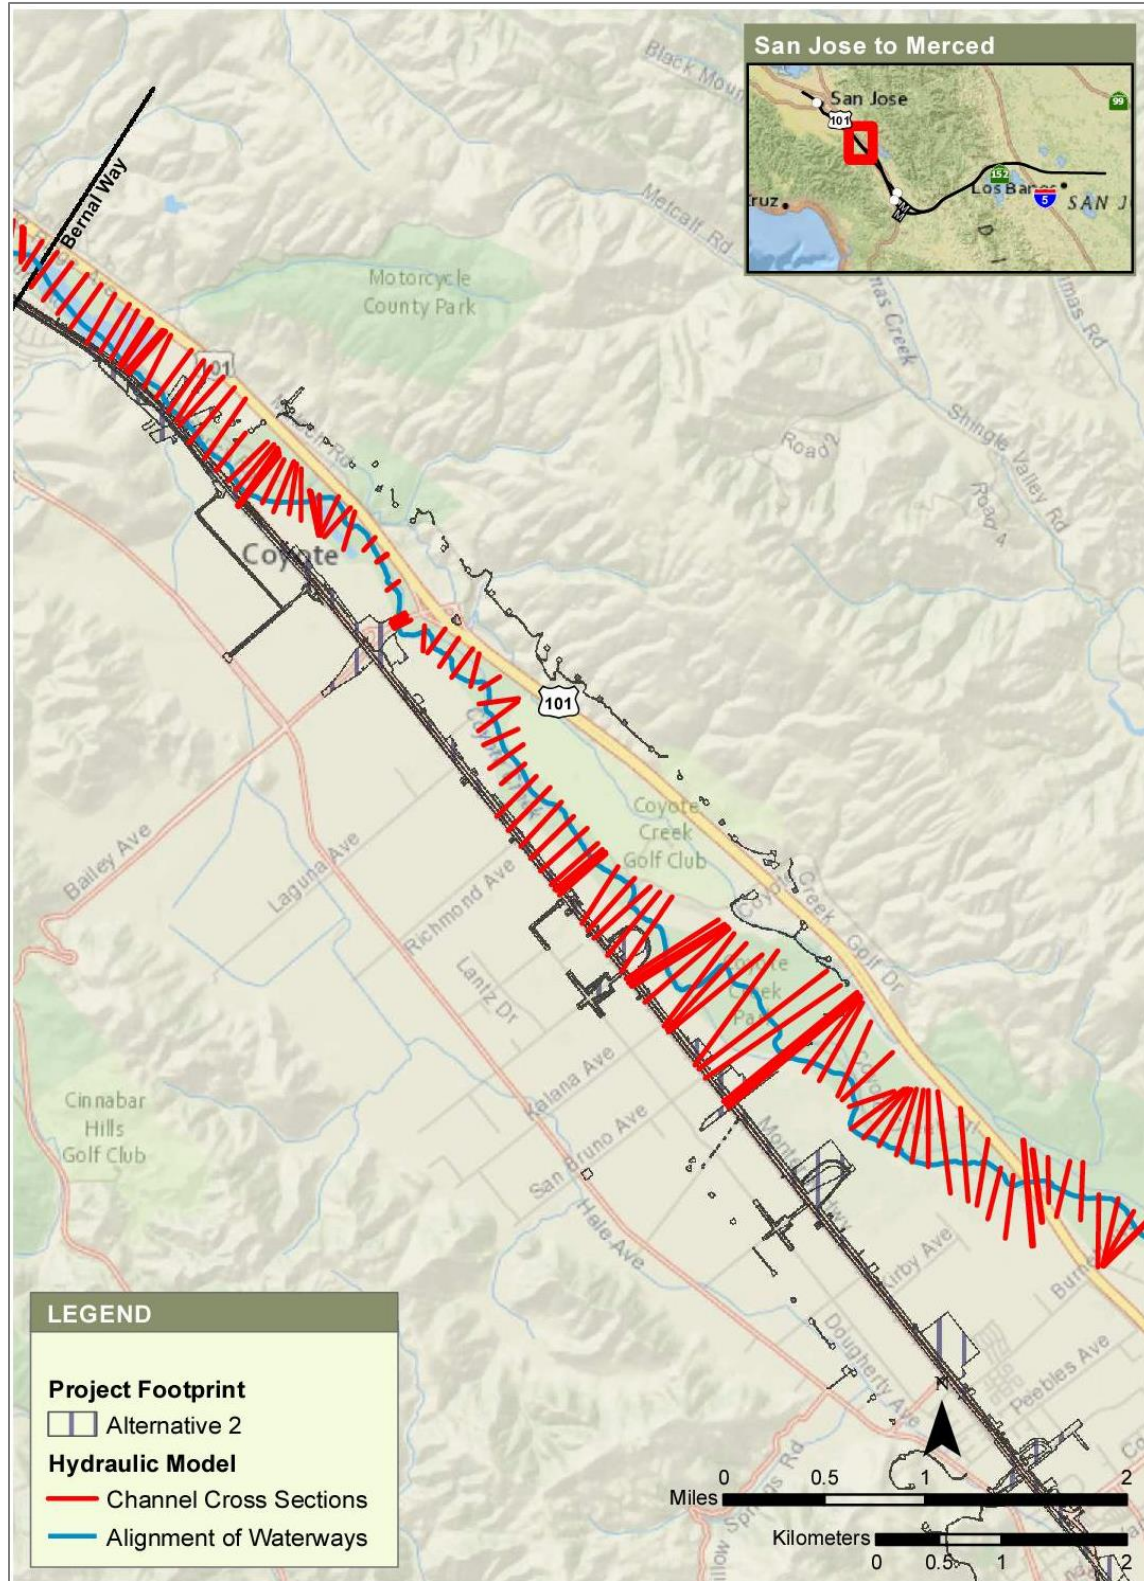 San Jose to Merced
San Jose
101
99
152
Los Banos
5
SAN J
ruz
Bernal Way
Metcalf Rd
Motorcycle
County Park
101
Shingle Valley
Rd
Road 2
Road 4
Coyote
101
Coyote
Creek
Golf Club
Bailey Ave
Laguna Ave
Richmond Ave
Lantz Dr
Coyote
Creek
Park
Creek
Golf Dr
Kalana Ave
San Bruno Ave
Hale Ave
Cinnabar
Hills
Golf Club
Kirby Ave
Dougherty Ave
Peebles Ave
LEGEND
Project Footprint
Alternative 2
Hydraulic Model
Channel Cross Sections
Alignment of Waterways
N
0 0.5 1 2
Miles
Kilometers
0 0.5 1 2